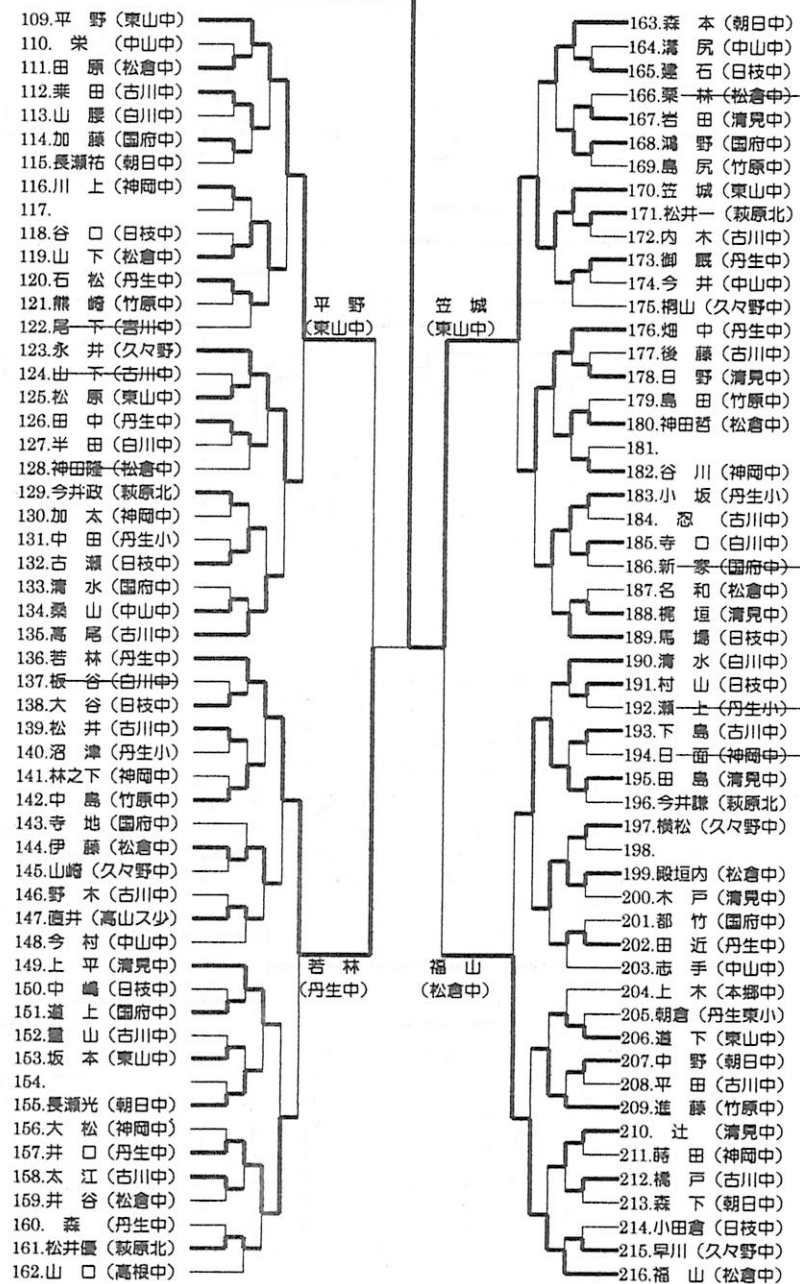 109.平 野（東山中）
110. 栄 （中山中）
111.田 原（松倉中）
112.乗田（古川中）
113.山 腰（白川中）
114.加 藤（国府中）
115.長瀬祐（朝日中）
116.川 上（神岡中）
117.
118.谷 口（日枝中）
119.山 下（松倉中）
120.石 松（丹生中）
121.熊 崎（竹原中）
122.尾 下（宮川中）
123.永 井（久々野）
124.山 下（古川中）
125.松 原（東山中）
126.田 中（丹生中）
127.半 田（白川中）
128.神田隆（松倉中）
129.今井政（萩原北）
130.加 太（神岡中）
131.中 田（丹生小）
132.古 瀬（日枝中）
133.清 水（国府中）
134.桑 山（中山中）
135.高 尾（古川中）
136.若 林（丹生中）
137.板 谷（白川中）
138.大 谷（日枝中）
139.松 井（古川中）
140.沼 津（丹生小）
141.林之下（神岡中）
142.中 島（竹原中）
143.寺 地（国府中）
144.伊 藤（松倉中）
145.山崎（久々野中）
146.野 木（古川中）
147.直井（高山ス少）
148.今 村（中山中）
149.上 平（清見中）
150.中 嶋（日枝中）
151.道 上（国府中）
152.畳 山（古川中）
153.坂 本（東山中）
154.
155.長瀬光（朝日中）
156.大 松（神岡中）
157.井 口（丹生中）
158.太 江（古川中）
159.井 谷（松倉中）
160. 森 （丹生中）
161.松井優（萩原北）
162.山 口（高根中）
平 野
（東山中）
若 林
（丹生中）
笠 城
（東山中）
福 山
（松倉中）
163.森 本（朝日中）
164.溝 尻（中山中）
165.建 石（日枝中）
166.栗 林（松倉中）
167.岩 田（清見中）
168.鴻 野（国府中）
169.島 尻（竹原中）
170.笠 城（東山中）
171.松井一（萩原北）
172.内 木（古川中）
173.御 厩（丹生中）
174.今 井（中山中）
175.桐山（久々野中）
176.畑 中（丹生中）
177.後 藤（古川中）
178.日 野（清見中）
179.島 田（竹原中）
180.神田哲（松倉中）
181.
182.谷 川（神岡中）
183.小 坂（丹生小）
184. 忍 （古川中）
185.寺 口（白川中）
186.新 家（国府中）
187.名 和（松倉中）
188.梶 垣（清見中）
189.馬 場（日枝中）
190.清 水（白川中）
191.村 山（日枝中）
192.瀬 上（丹生小）
193.下 島（古川中）
194.日 面（神岡中）
195.田 島（清見中）
196.今井謙（萩原北）
197.横松（久々野中）
198.
199.殿垣内（松倉中）
200.木 戸（清見中）
201.都 竹（国府中）
202.田 近（丹生中）
203.志 手（中山中）
204.上 木（本郷中）
205.朝倉（丹生東小）
206.道 下（東山中）
207.中 野（朝日中）
208.平 田（古川中）
209.進 藤（竹原中）
210. 辻 （清見中）
211.蒔 田（神岡中）
212.橋 戸（古川中）
213.森 下（朝日中）
214.小田倉（日枝中）
215.早川（久々野中）
216.福 山（松倉中）